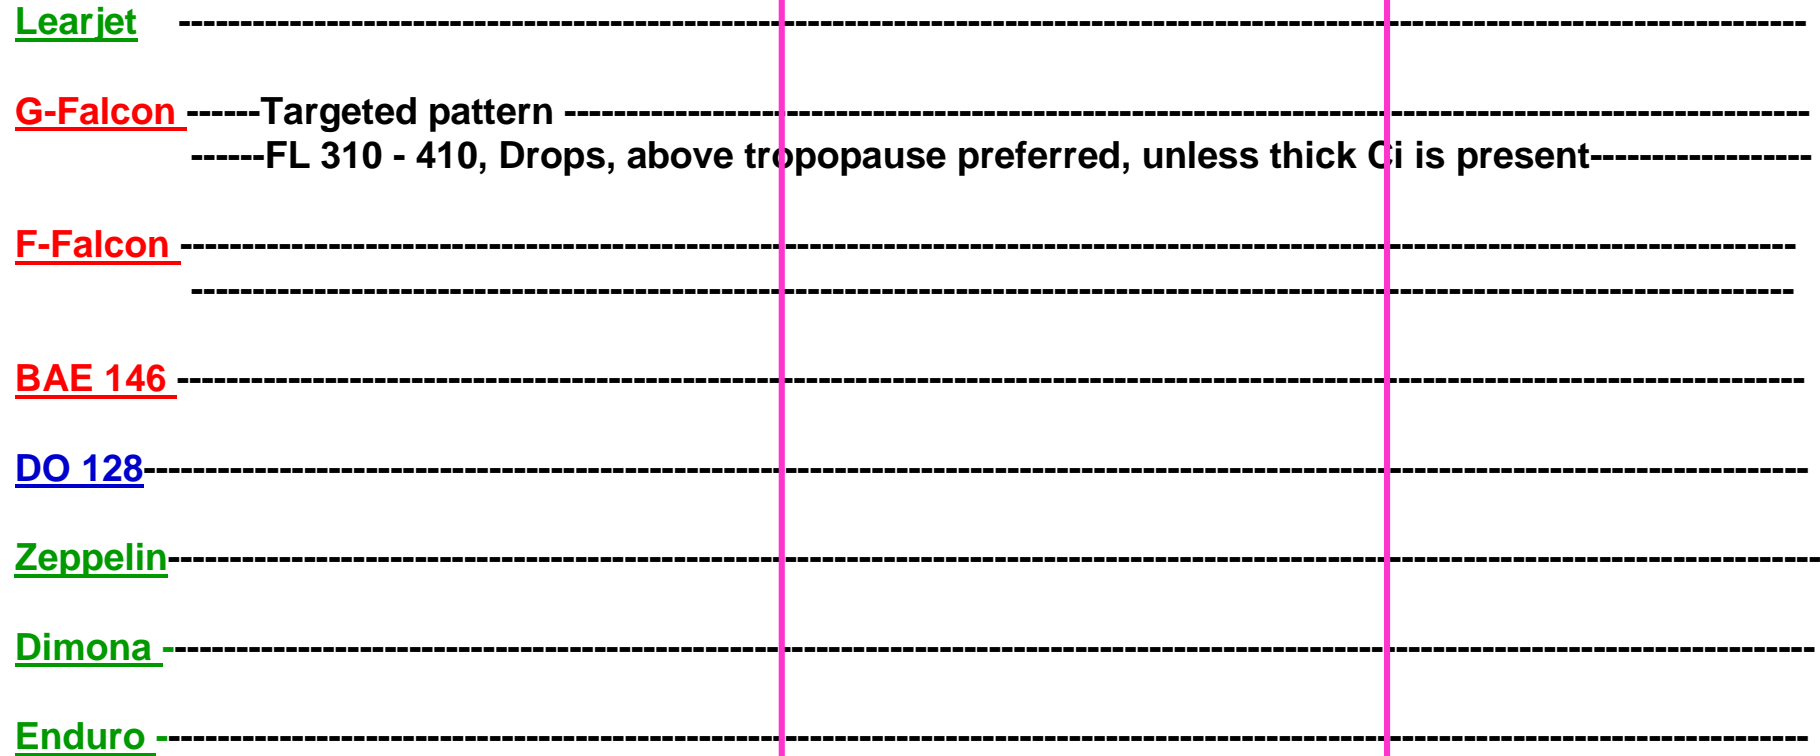 Learjet ----------------------------------------------------------------------------------------------------------------------------------
G-Falcon ------Targeted pattern ----------------------------------------------------------------------------------------------------
------FL 310 - 410, Drops, above tropopause preferred, unless thick Ci is present------------------
F-Falcon ----------------------------------------------------------------------------------------------------------------------------------
----------------------------------------------------------------------------------------------------------------------------------
BAE 146 ------------------------------------------------------------------------------------------------------------------------------------
DO 128--------------------------------------------------------------------------------------------------------------------------------------
Zeppelin-------------------------------------------------------------------------------------------------------------------------------------
Dimona ------------------------------------------------------------------------------------------------------------------------------------
Enduro -------------------------------------------------------------------------------------------------------------------------------------